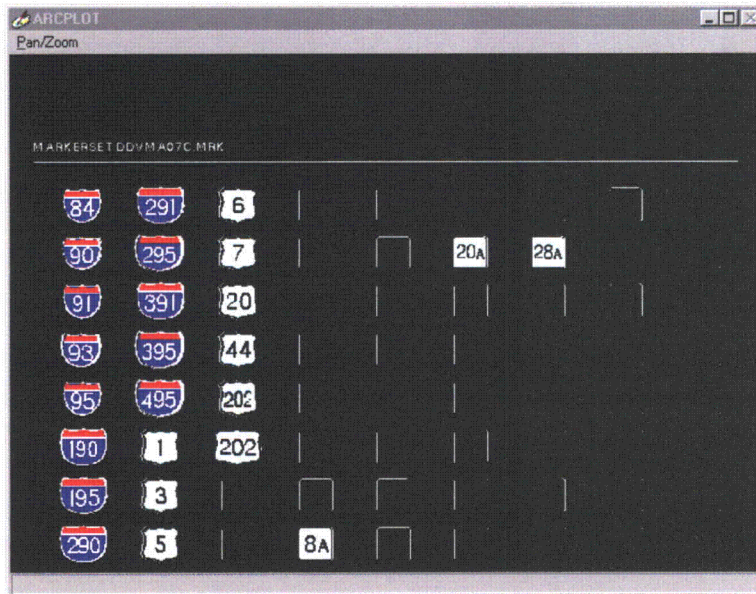 ARCPLOT
Pan/Zoom
MARKERSET DDVMA07C.MRK
84 291 6
90 295 7 20A 28A
91 391 20
93 395 44
95 495 202
190 1 202
195 3
290 5 8A